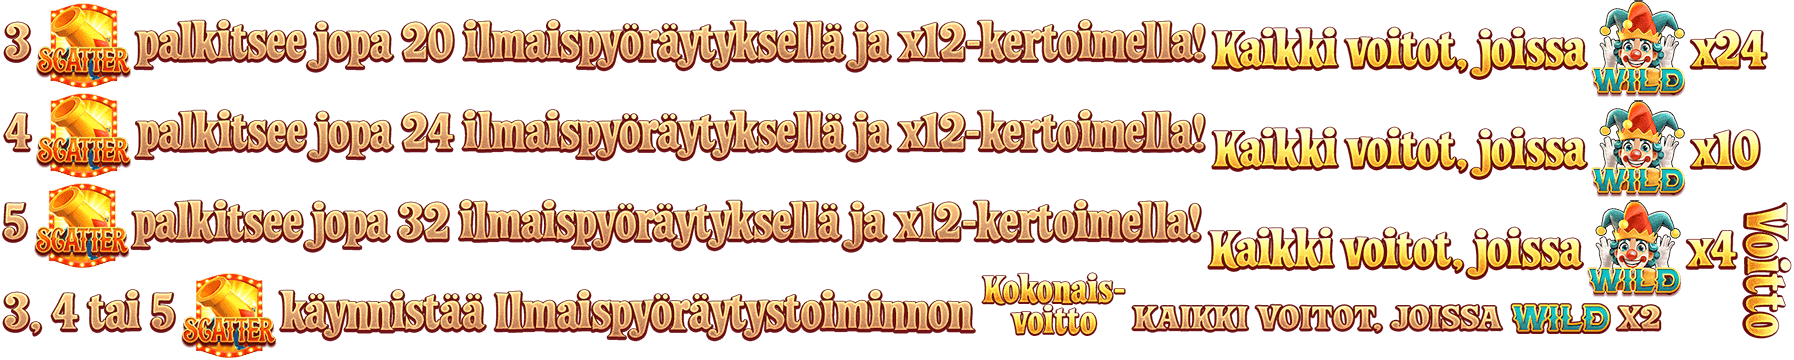 3 SCATTER palkitsee jopa 20 ilmaispyöräytyksellä ja x12-kertoimella!
Kaikki voitot, joissa WILD x24
4 SCATTER palkitsee jopa 24 ilmaispyöräytyksellä ja x12-kertoimella!
Kaikki voitot, joissa WILD x10
5 SCATTER palkitsee jopa 32 ilmaispyöräytyksellä ja x12-kertoimella!
Kaikki voitot, joissa WILD x4
Voitto
3, 4 tai 5 SCATTER käynnistää Ilmaispyöräytystoiminnon
Kokonais-
voitto
KAIKKI VOITOT, JOISSA WILD X2